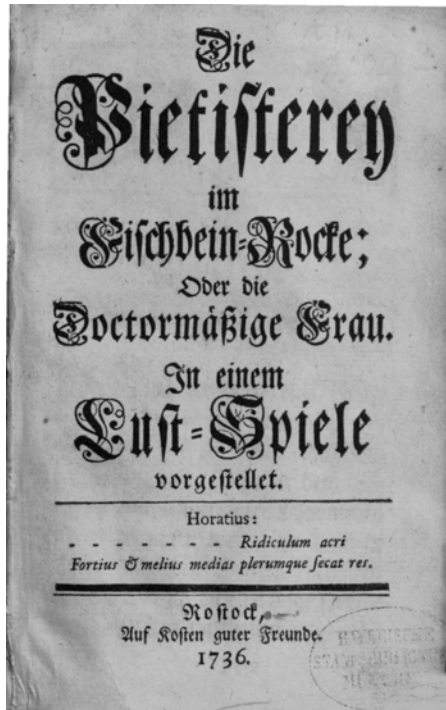 Die
Pietisterey
im
Fischbein-Rocke;
Oder die
Doctormäßige Frau.
In einem
Lust-Spiele
vorgestellet.
Horatius:
- - - - - - - Ridiculum acri
Fortius & melius medias plerumque secat res.
Rostock,
Auf Kosten guter Freunde.
1736.